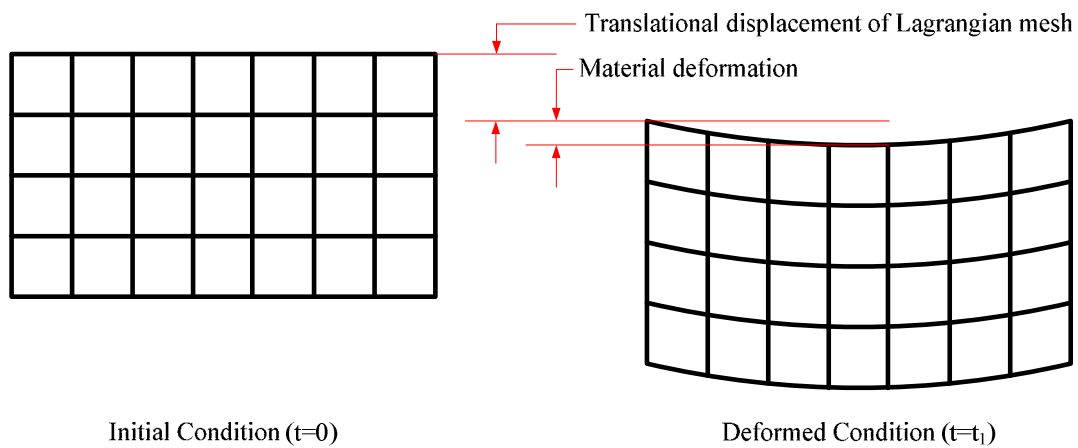 Translational displacement of Lagrangian mesh
Material deformation
Initial Condition (t=0)
Deformed Condition (t=t₁)